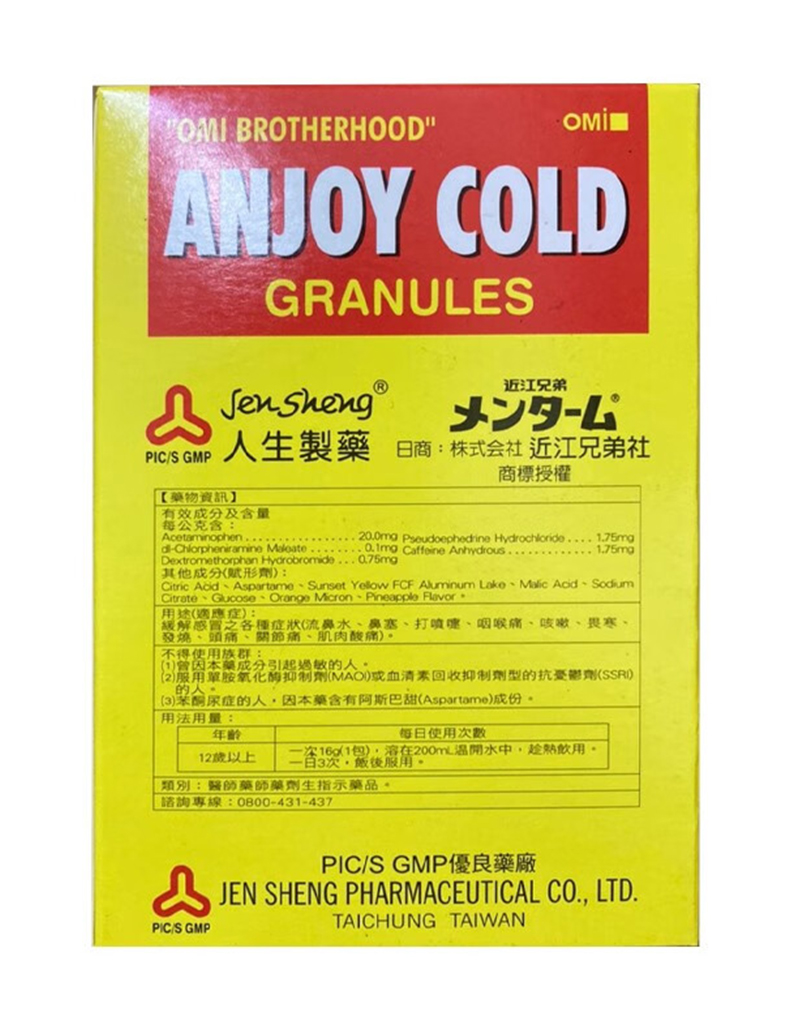 "OMI BROTHERHOOD"
OMi
ANJOY COLD
GRANULES
Jen Sheng®
人生製藥
PIC/S GMP
近江兄弟
メンターム®
日商：株式会社 近江兄弟社
商標授權
【藥物資訊】
有效成分及含量
每公克含：
Acetaminophen ................ 20.0mg Pseudoephedrine Hydrochloride .... 1.75mg
dl-Chlorpheniramine Maleate ....... 0.1mg Caffeine Anhydrous ............ 1.75mg
Dextromethorphan Hydrobromide ... 0.75mg
其他成分(賦形劑)：
Citric Acid、Aspartame、Sunset Yellow FCF Aluminum Lake、Malic Acid、Sodium
Citrate、Glucose、Orange Micron、Pineapple Flavor。
用途(適應症)：
緩解感冒之各種症狀(流鼻水、鼻塞、打噴嚏、咽喉痛、咳嗽、畏寒、
發燒、頭痛、關節痛、肌肉酸痛)。
不得使用族群：
(1)曾因本藥成分引起過敏的人。
(2)服用單胺氧化酶抑制劑(MAOI)或血清素回收抑制劑型的抗憂鬱劑(SSRI)
的人。
(3)苯酮尿症的人，因本藥含有阿斯巴甜(Aspartame)成份。
用法用量：
年齡 每日使用次數
12歲以上 一次16g(1包)，溶在200mL溫開水中，趁熱飲用。
一日3次，飯後服用。
類別：醫師藥師藥劑生指示藥品。
諮詢專線：0800-431-437
PIC/S GMP優良藥廠
JEN SHENG PHARMACEUTICAL CO., LTD.
PIC/S GMP
TAICHUNG TAIWAN